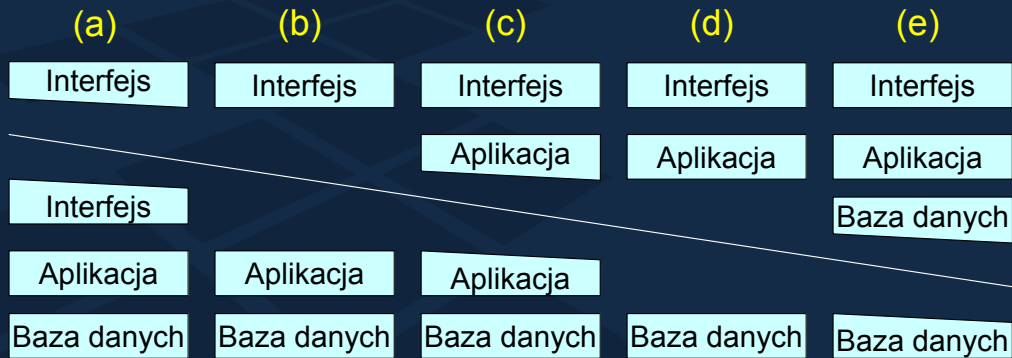 (a) (b) (c) (d) (e)
Interfejs Interfejs Interfejs Interfejs Interfejs
Aplikacja Aplikacja Aplikacja
Interfejs Baza danych
Aplikacja Aplikacja Aplikacja
Baza danych Baza danych Baza danych Baza danych Baza danych